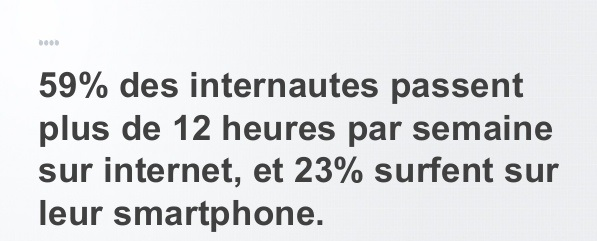 59% des internautes passent
plus de 12 heures par semaine
sur internet, et 23% surfent sur
leur smartphone.